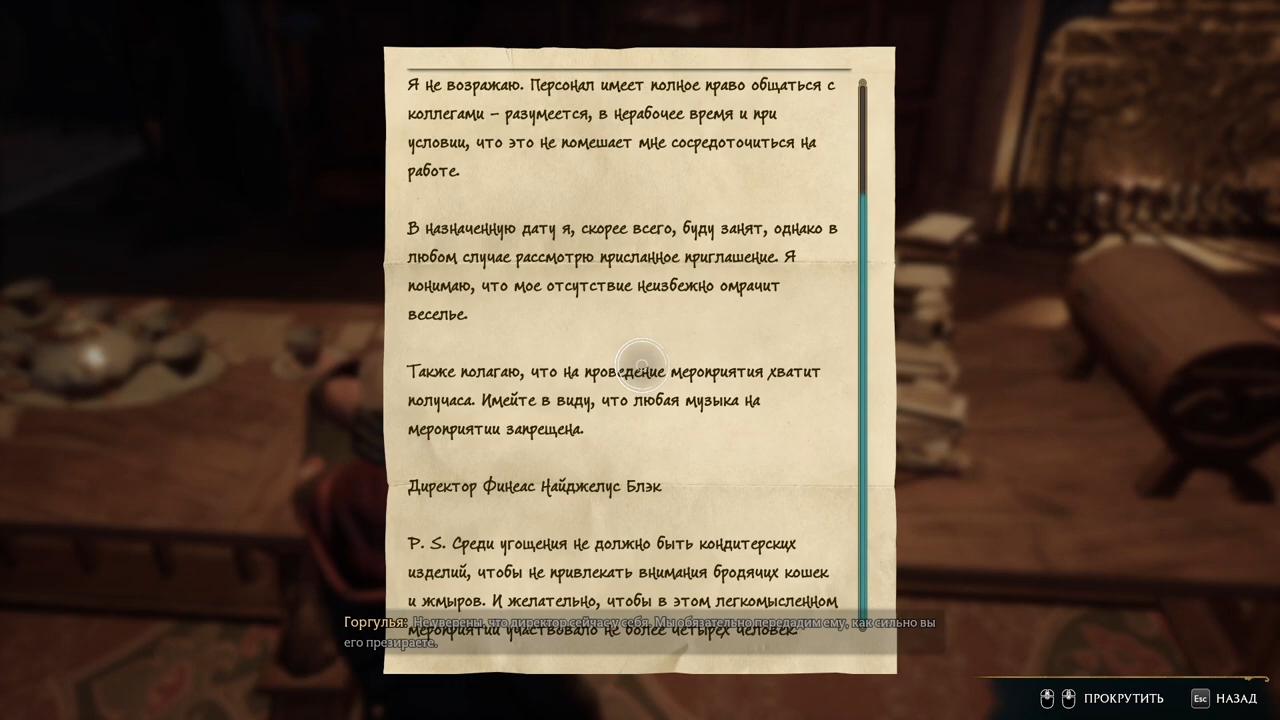 Я не возражаю. Персонал имеет полное право общаться с
коллегами – разумеется, в нерабочее время и при
условии, что это не помешает мне сосредоточиться на
работе.
В назначенную дату я, скорее всего, буду занят, однако в
любом случае рассмотрю присланное приглашение. Я
понимаю, что мое отсутствие неизбежно омрачит
веселье.
Также полагаю, что на проведение мероприятия хватит
получаса. Имейте в виду, что любая музыка на
мероприятии запрещена.
Директор Финеас Найджелус Блэк
P. S. Среди угощения не должно быть кондитерских
изделий, чтобы не привлекать внимания бродячих кошек
и жмыров. И желательно, чтобы в этом легкомысленном
мероприятии участвовало не более четырех человек.
Горгулья: Не уверены, что директор сейчас у себя. Мы обязательно передадим ему, как сильно вы
его презираете.
ПРОКРУТИТЬ
Esc НАЗАД